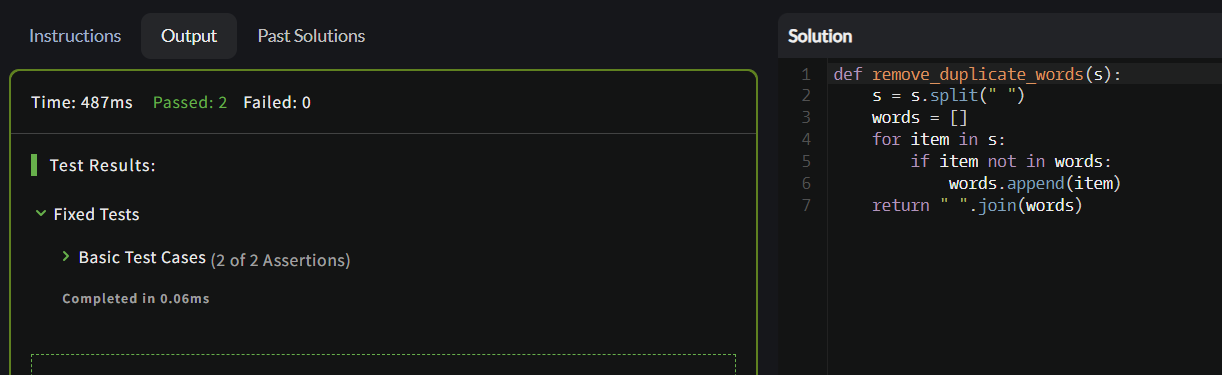 Instructions Output Past Solutions
Time: 487ms Passed: 2 Failed: 0
Test Results:
Fixed Tests
Basic Test Cases (2 of 2 Assertions)
Completed in 0.06ms
Solution
1 def remove_duplicate_words(s):
2     s = s.split(" ")
3     words = []
4     for item in s:
5         if item not in words:
6             words.append(item)
7     return " ".join(words)